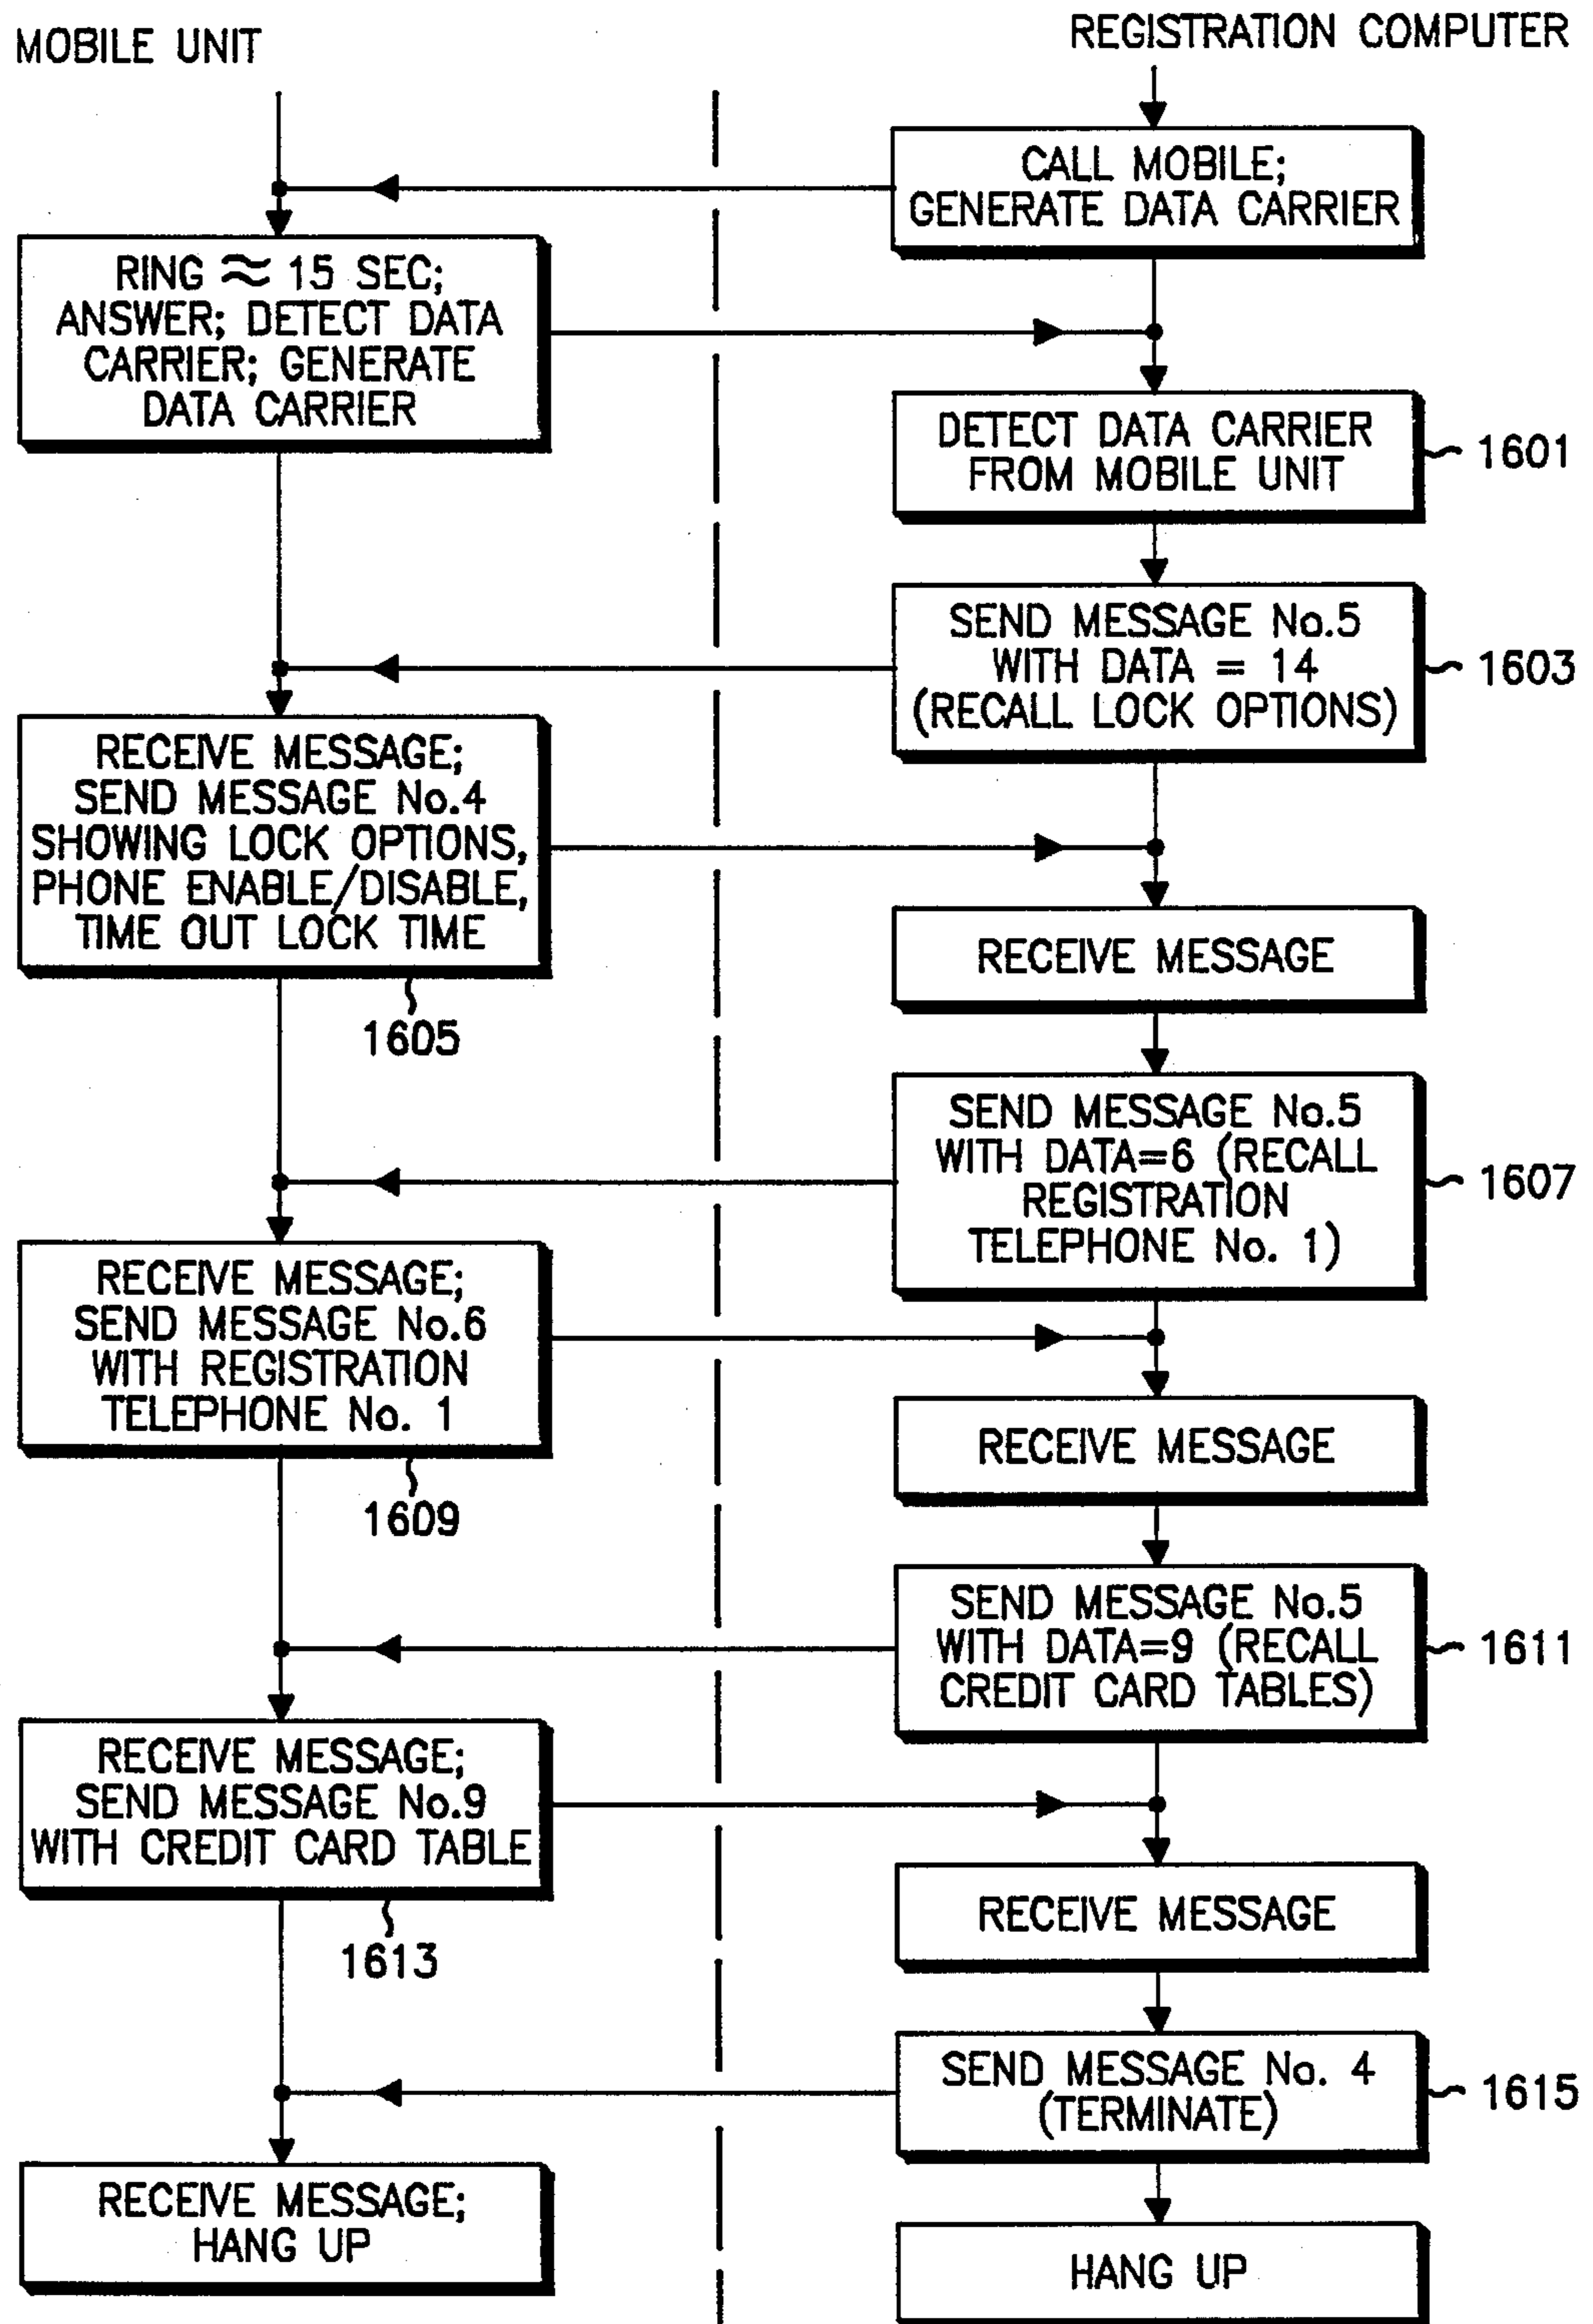 MOBILE UNIT
REGISTRATION COMPUTER
CALL MOBILE;
GENERATE DATA CARRIER
RING ≈ 15 SEC;
ANSWER; DETECT DATA
CARRIER; GENERATE
DATA CARRIER
DETECT DATA CARRIER
FROM MOBILE UNIT
1601
SEND MESSAGE No.5
WITH DATA = 14
(RECALL LOCK OPTIONS)
1603
RECEIVE MESSAGE;
SEND MESSAGE No.4
SHOWING LOCK OPTIONS,
PHONE ENABLE/DISABLE,
TIME OUT LOCK TIME
1605
RECEIVE MESSAGE
SEND MESSAGE No.5
WITH DATA=6 (RECALL
REGISTRATION
TELEPHONE No. 1)
1607
RECEIVE MESSAGE;
SEND MESSAGE No.6
WITH REGISTRATION
TELEPHONE No. 1
1609
RECEIVE MESSAGE
SEND MESSAGE No.5
WITH DATA=9 (RECALL
CREDIT CARD TABLES)
1611
RECEIVE MESSAGE;
SEND MESSAGE No.9
WITH CREDIT CARD TABLE
1613
RECEIVE MESSAGE
SEND MESSAGE No. 4
(TERMINATE)
1615
RECEIVE MESSAGE;
HANG UP
HANG UP